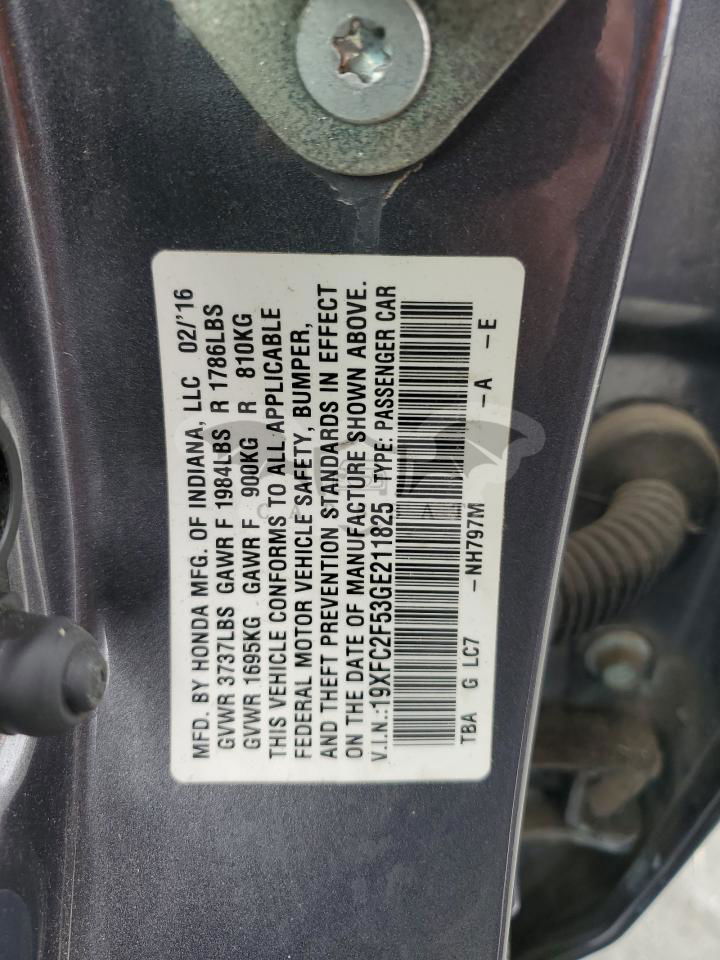 MFD. BY HONDA MFG. OF INDIANA, LLC 02/'16
GVWR 3737LBS GAWR F 1984LBS R 1786LBS
GVWR 1695KG GAWR F 900KG R 810KG
THIS VEHICLE CONFORMS TO ALL APPLICABLE
FEDERAL MOTOR VEHICLE SAFETY, BUMPER,
AND THEFT PREVENTION STANDARDS IN EFFECT
ON THE DATE OF MANUFACTURE SHOWN ABOVE.
V.I.N.:19XFC2F53GE211825 TYPE: PASSENGER CAR
TBA G LC7 -NH797M -A -E